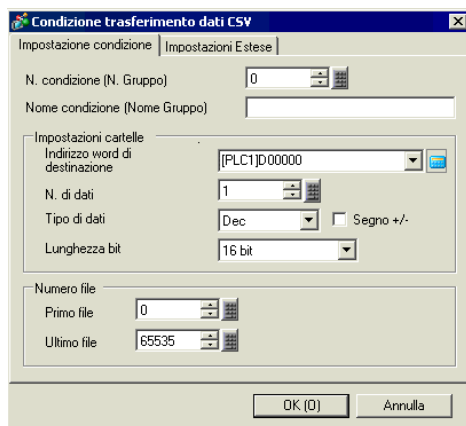 Condizione trasferimento dati CSV
Impostazione condizione Impostazioni Estese
N. condizione (N. Gruppo) 0
Nome condizione (Nome Gruppo)
Impostazioni cartelle
Indirizzo word di
destinazione [PLC1]D00000
N. di dati 1
Tipo di dati Dec Segno +/-
Lunghezza bit 16 bit
Numero file
Primo file 0
Ultimo file 65535
OK (O) Annulla